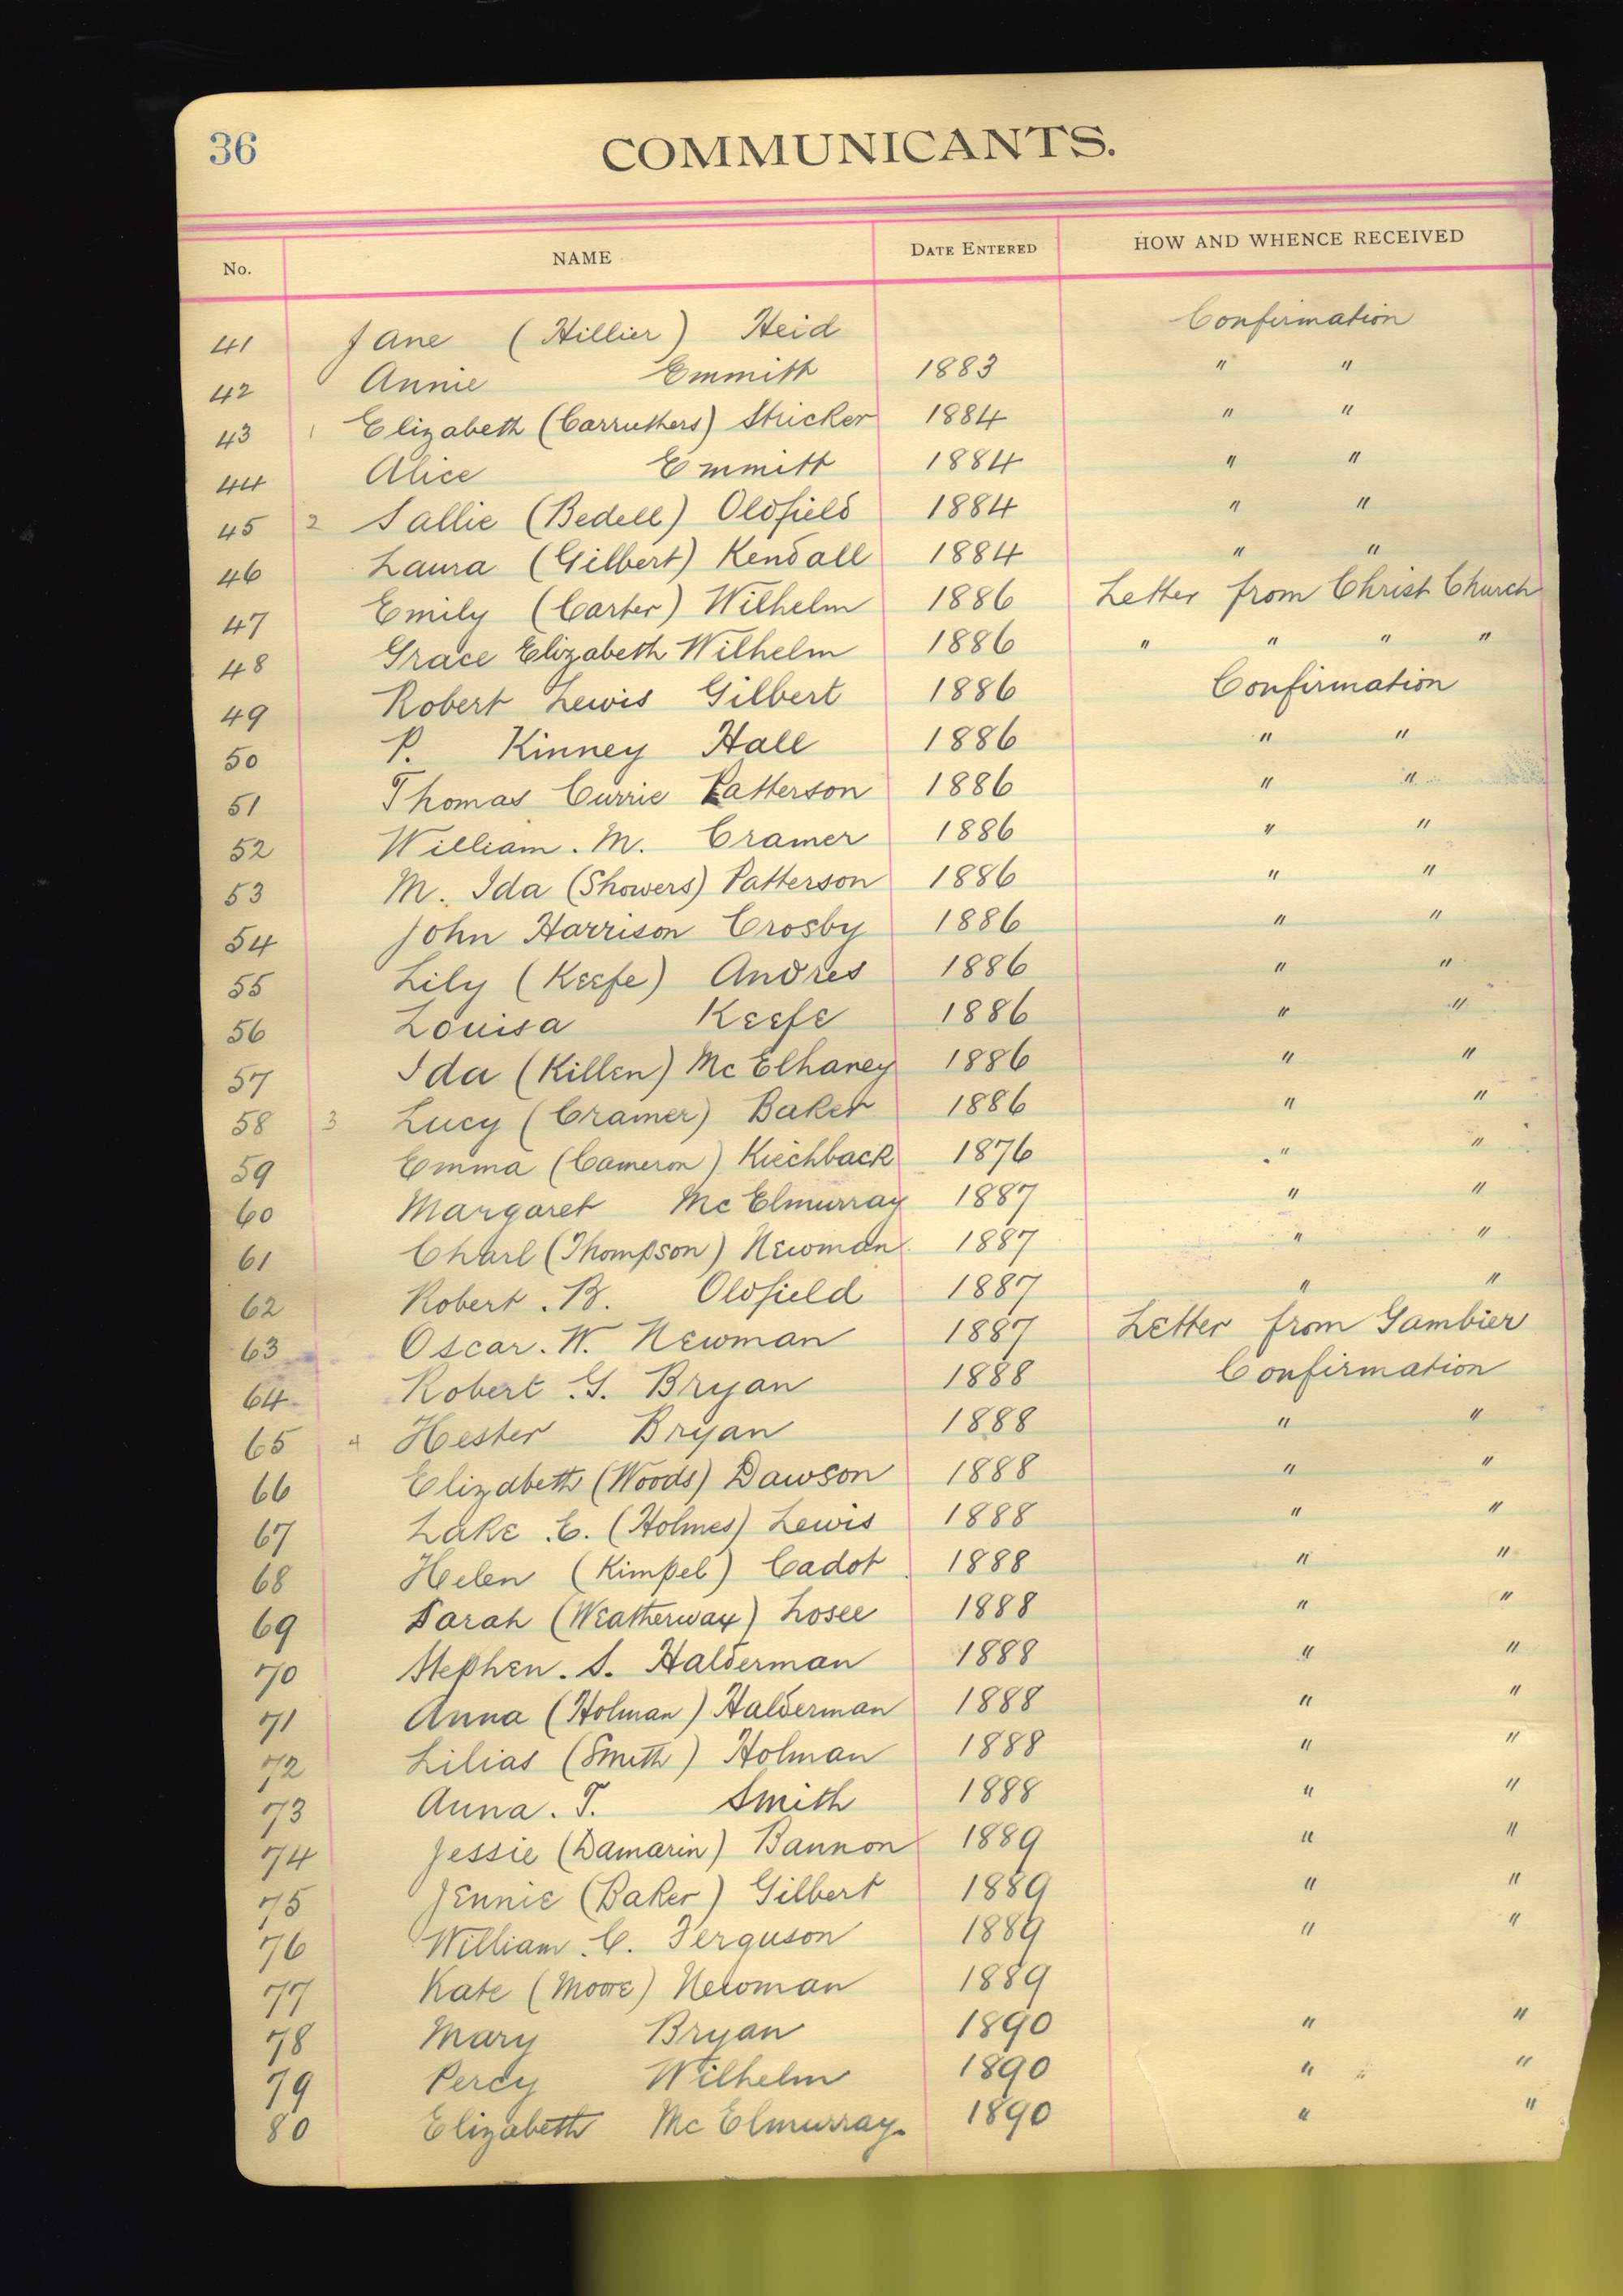 36 COMMUNICANTS.
No. NAME DATE ENTERED HOW AND WHENCE RECEIVED
41 Jane (Hillier) Heid Confirmation
42 Annie Emmitt 1883 " "
43 1 Elizabeth (Carruthers) Stricker 1884 " "
44 Alice Emmitt 1884 " "
45 2 Sallie (Bedell) Oldfield 1884 " "
46 Laura (Gilbert) Kendall 1884 " "
47 Emily (Carter) Wilhelm 1886 Letter from Christ Church
48 Grace Elizabeth Wilhelm 1886 " " " "
49 Robert Lewis Gilbert 1886 Confirmation
50 P. Kinney Hall 1886 " "
51 Thomas Currie Patterson 1886 " "
52 William. M. Cramer 1886 " "
53 M. Ida (Showers) Patterson 1886 " "
54 John Harrison Crosby 1886 " "
55 Lily (Keefe) Andres 1886 " "
56 Louisa Keefe 1886 " "
57 Ida (Killen) McElhaney 1886 " "
58 3 Lucy (Cramer) Baker 1886 " "
59 Emma (Cameron) Kiechback 1876 " "
60 Margaret McElmurray 1887 " "
61 Charl (Thompson) Newman 1887 " "
62 Robert. B. Oldfield 1887 " "
63 Oscar. W. Newman 1887 Letter from Gambier
64 Robert G. Bryan 1888 Confirmation
65 4 Hester Bryan 1888 " "
66 Elizabeth (Woods) Dawson 1888 " "
67 Lake. E. (Holmes) Lewis 1888 " "
68 Helen (Kimpel) Cadot 1888 " "
69 Sarah (Weatherwax) Losee 1888 " "
70 Stephen. S. Halderman 1888 " "
71 Anna (Holman) Halderman 1888 " "
72 Lilias (Smith) Holman 1888 " "
73 Anna. T. Smith 1888 " "
74 Jessie (Damarin) Bannon 1889 " "
75 Jennie (Baker) Gilbert 1889 " "
76 William. C. Ferguson 1889 " "
77 Kate (Moore) Newman 1889
78 Mary Bryan 1890 " "
79 Percy Wilhelm 1890 " "
80 Elizabeth McElmurray. 1890 " "